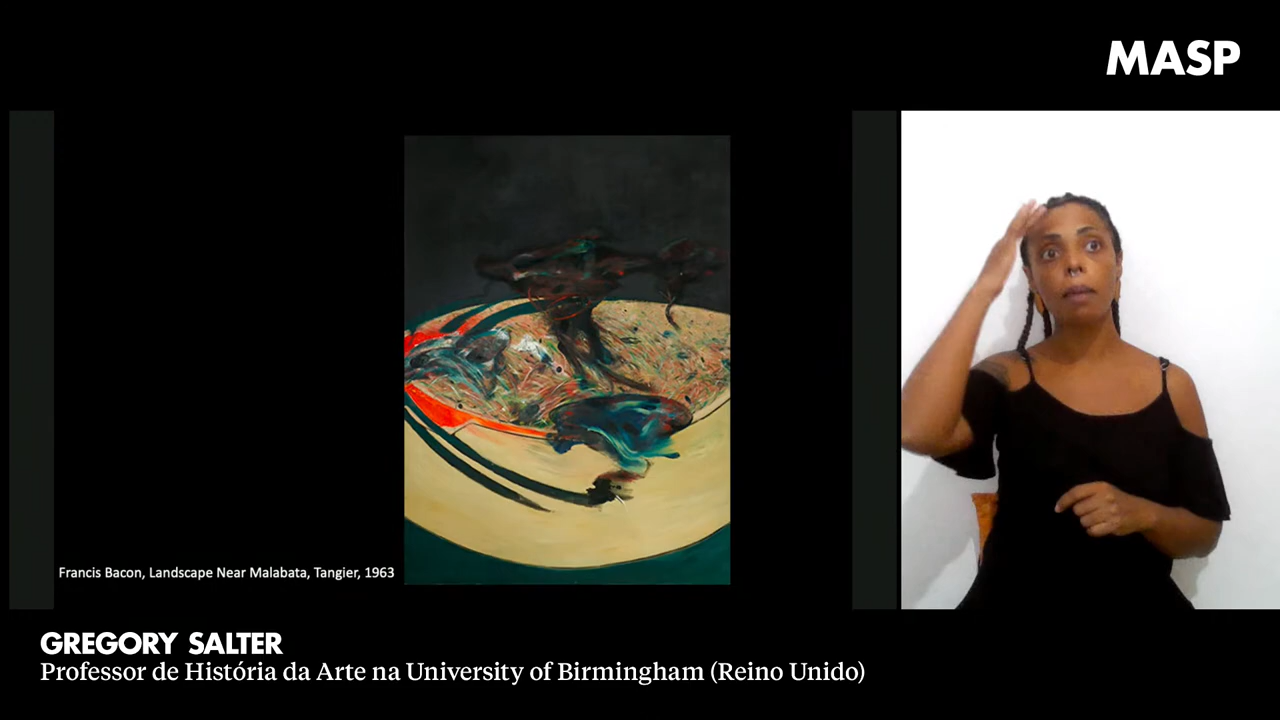 MASP
Francis Bacon, Landscape Near Malabata, Tangier, 1963
GREGORY SALTER
Professor de História da Arte na University of Birmingham (Reino Unido)